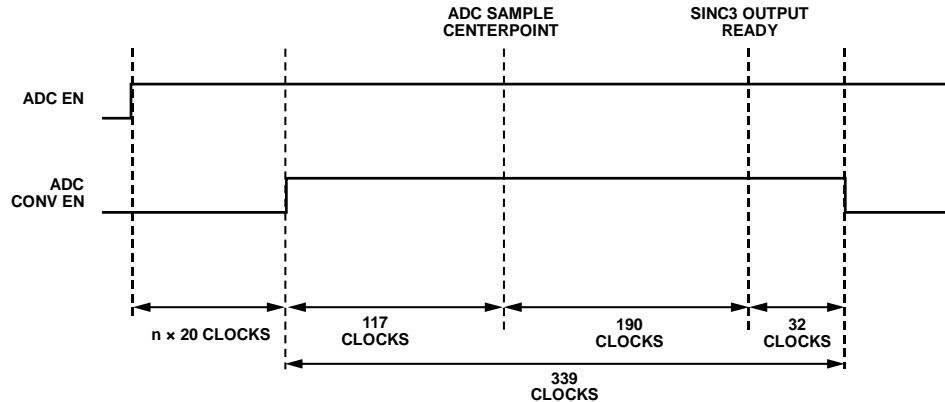 ADC SAMPLE
CENTERPOINT
SINC3 OUTPUT
READY
ADC EN
ADC
CONV EN
n × 20 CLOCKS
117
CLOCKS
190
CLOCKS
32
CLOCKS
339
CLOCKS